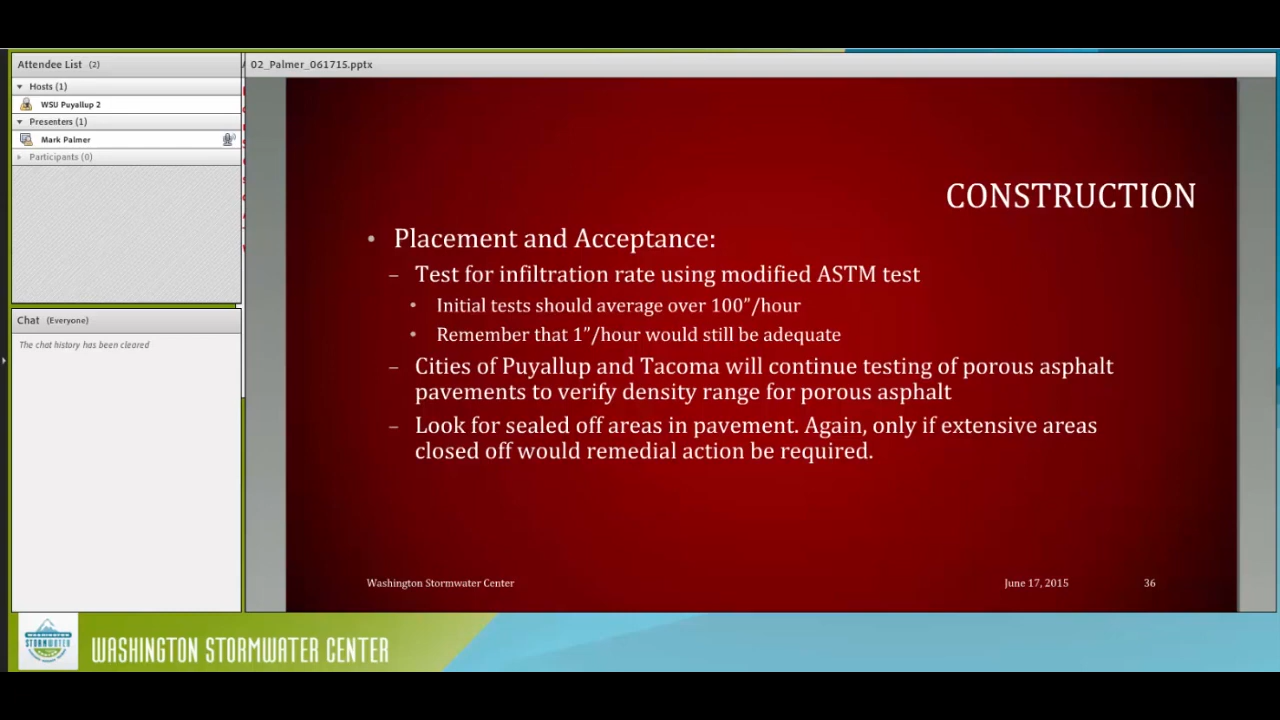 Attendee List (2)
Hosts (1)
WSU Puyallup 2
Presenters (1)
Mark Palmer
Participants (0)
Chat (Everyone)
The chat history has been cleared
02_Palmer_061715.pptx
CONSTRUCTION
• Placement and Acceptance:
– Test for infiltration rate using modified ASTM test
• Initial tests should average over 100”/hour
• Remember that 1”/hour would still be adequate
– Cities of Puyallup and Tacoma will continue testing of porous asphalt
pavements to verify density range for porous asphalt
– Look for sealed off areas in pavement. Again, only if extensive areas
closed off would remedial action be required.
Washington Stormwater Center
June 17, 2015
36
WASHINGTON
STORMWATER
WASHINGTON STORMWATER CENTER